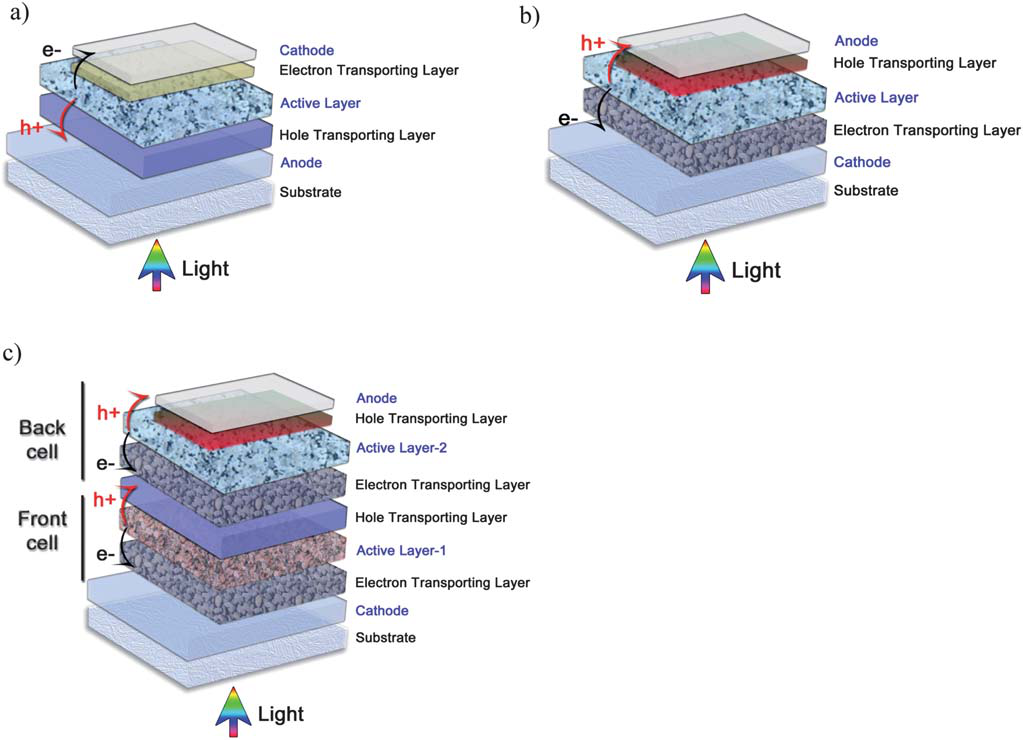 a)
e-
Cathode
Electron Transporting Layer
Active Layer
h+
Hole Transporting Layer
Anode
Substrate
Light
b)
h+
Anode
Hole Transporting Layer
Active Layer
e-
Electron Transporting Layer
Cathode
Substrate
Light
c)
Back
cell
h+
Anode
Hole Transporting Layer
Active Layer-2
e-
Electron Transporting Layer
Front
cell
h+
Hole Transporting Layer
Active Layer-1
e-
Electron Transporting Layer
Cathode
Substrate
Light